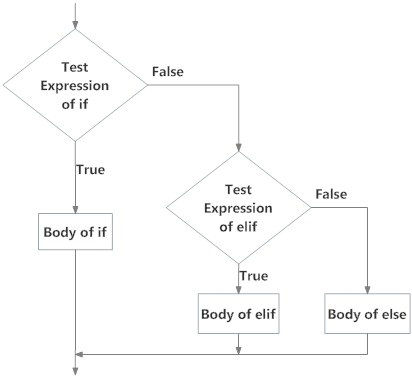 Test
Expression
of if
False
True
Test
Expression
of elif
False
Body of if
True
Body of elif
Body of else